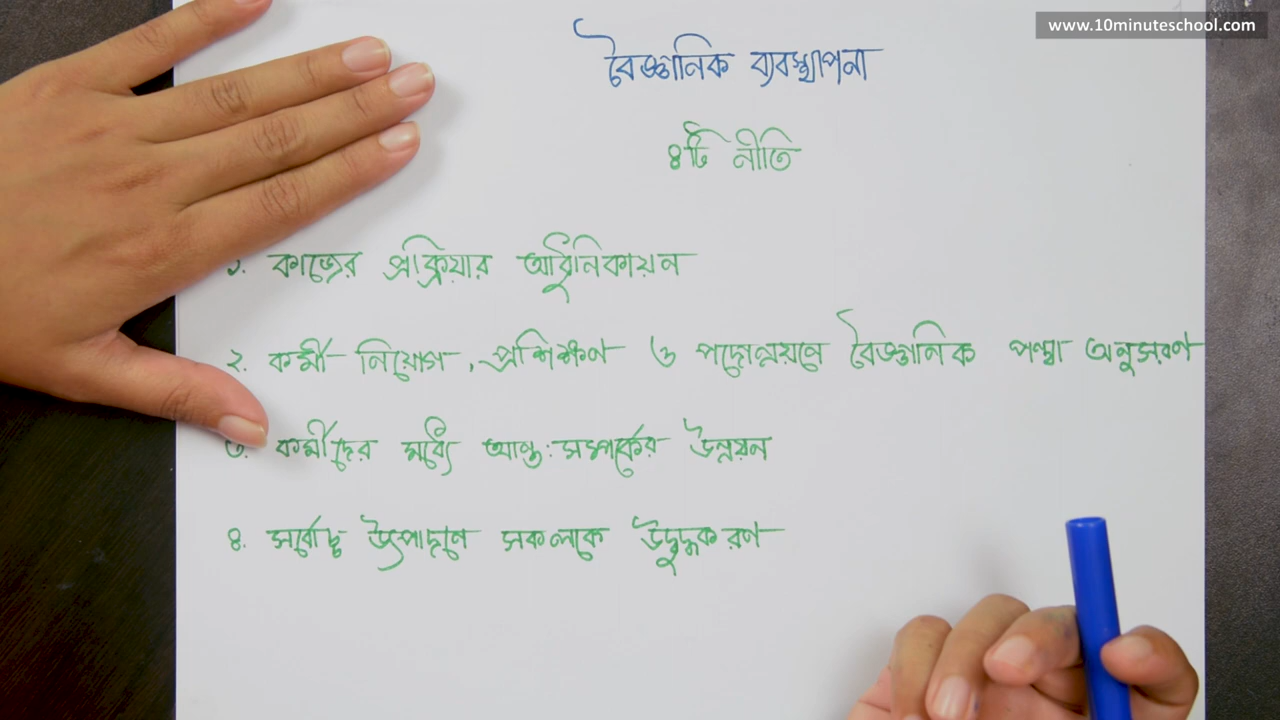 www.10minuteschool.com
বৈজ্ঞানিক ব্যবস্থাপনা
৪টি নীতি
১. কাজের প্রক্রিয়ার আধুনিকায়ন
২. কর্মী নিয়োগ, প্রশিক্ষণ ও পদোন্নয়নে বৈজ্ঞানিক পন্থা অনুসরণ
৩. কর্মীদের মধ্যে আন্তঃসম্পর্কের উন্নয়ন
৪. সর্বোচ্চ উৎপাদনে সকলকে উদ্বুদ্ধকরণ